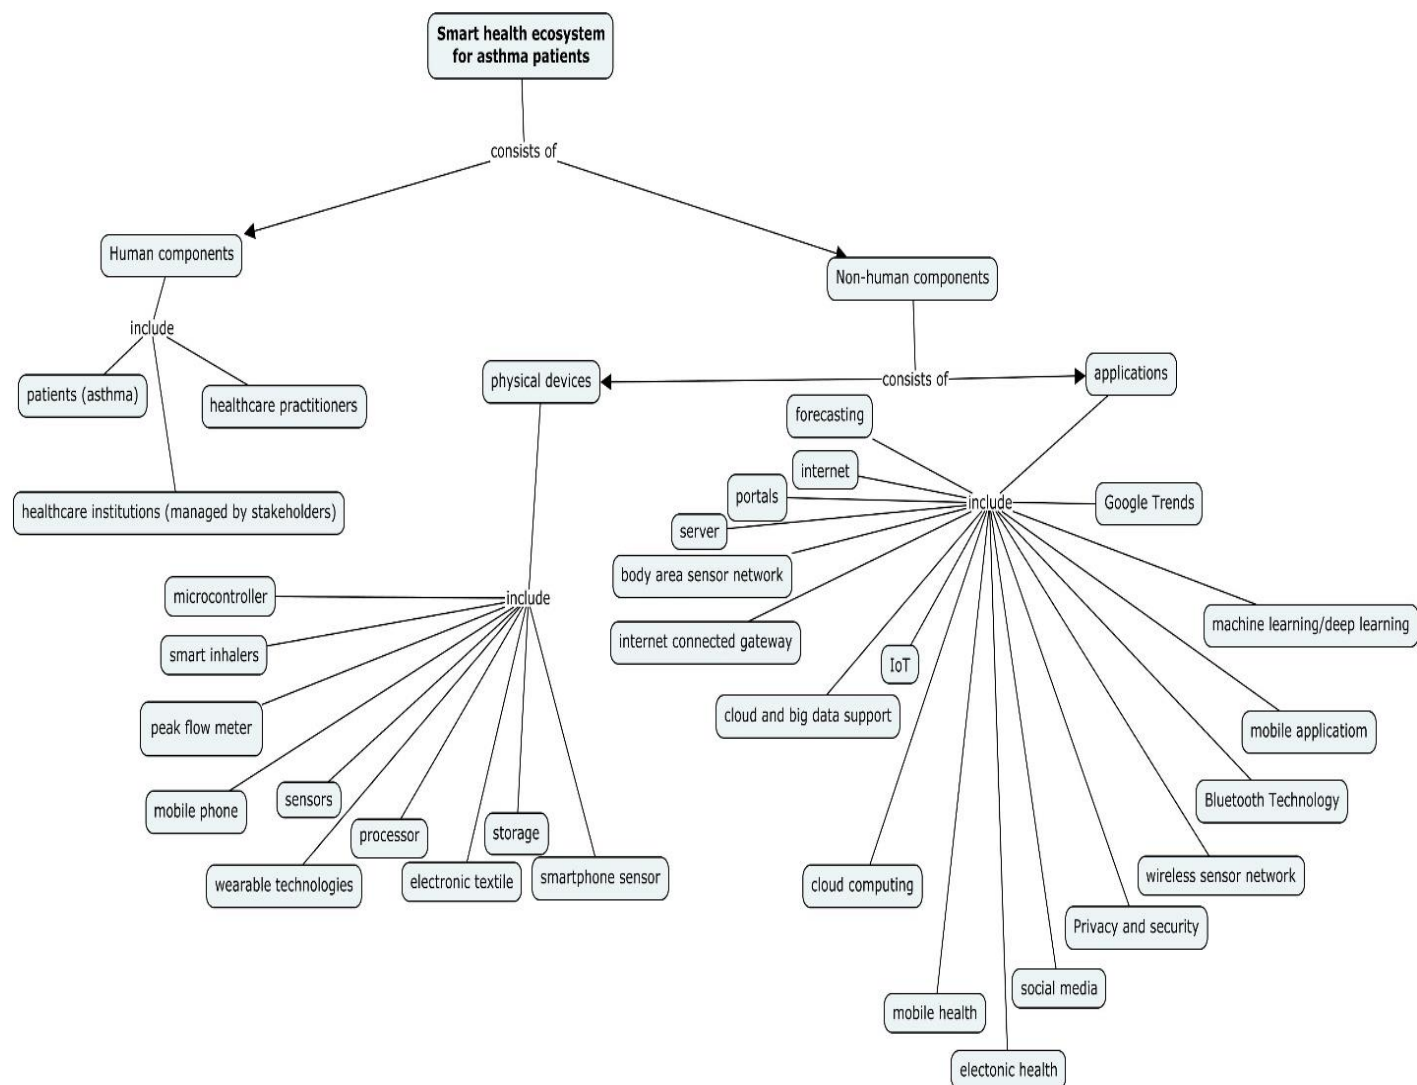 Smart health ecosystem
for asthma patients
consists of
Human components
Non-human components
include
patients (asthma)
healthcare practitioners
healthcare institutions (managed by stakeholders)
physical devices
consists of
applications
include
microcontroller
smart inhalers
peak flow meter
mobile phone
sensors
wearable technologies
processor
electronic textile
storage
smartphone sensor
forecasting
internet
portals
server
include
Google Trends
body area sensor network
internet connected gateway
IoT
cloud and big data support
machine learning/deep learning
mobile applicatiom
Bluetooth Technology
cloud computing
wireless sensor network
Privacy and security
social media
mobile health
electonic health